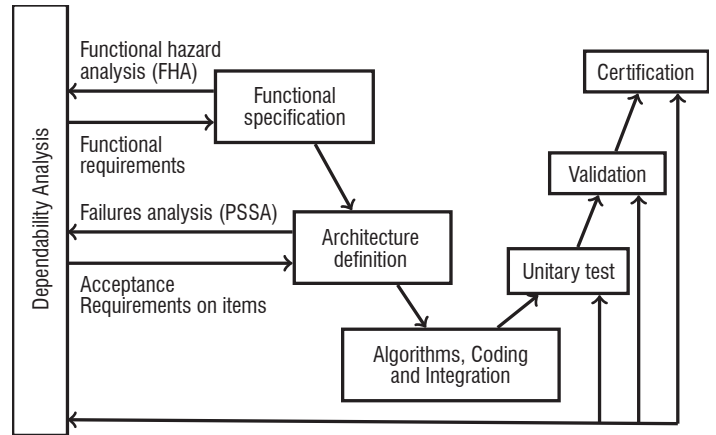 Dependability Analysis
Functional hazard
analysis (FHA)
Functional
requirements
Functional
specification
Failures analysis (PSSA)
Acceptance
Requirements on items
Architecture
definition
Algorithms, Coding
and Integration
Unitary test
Validation
Certification